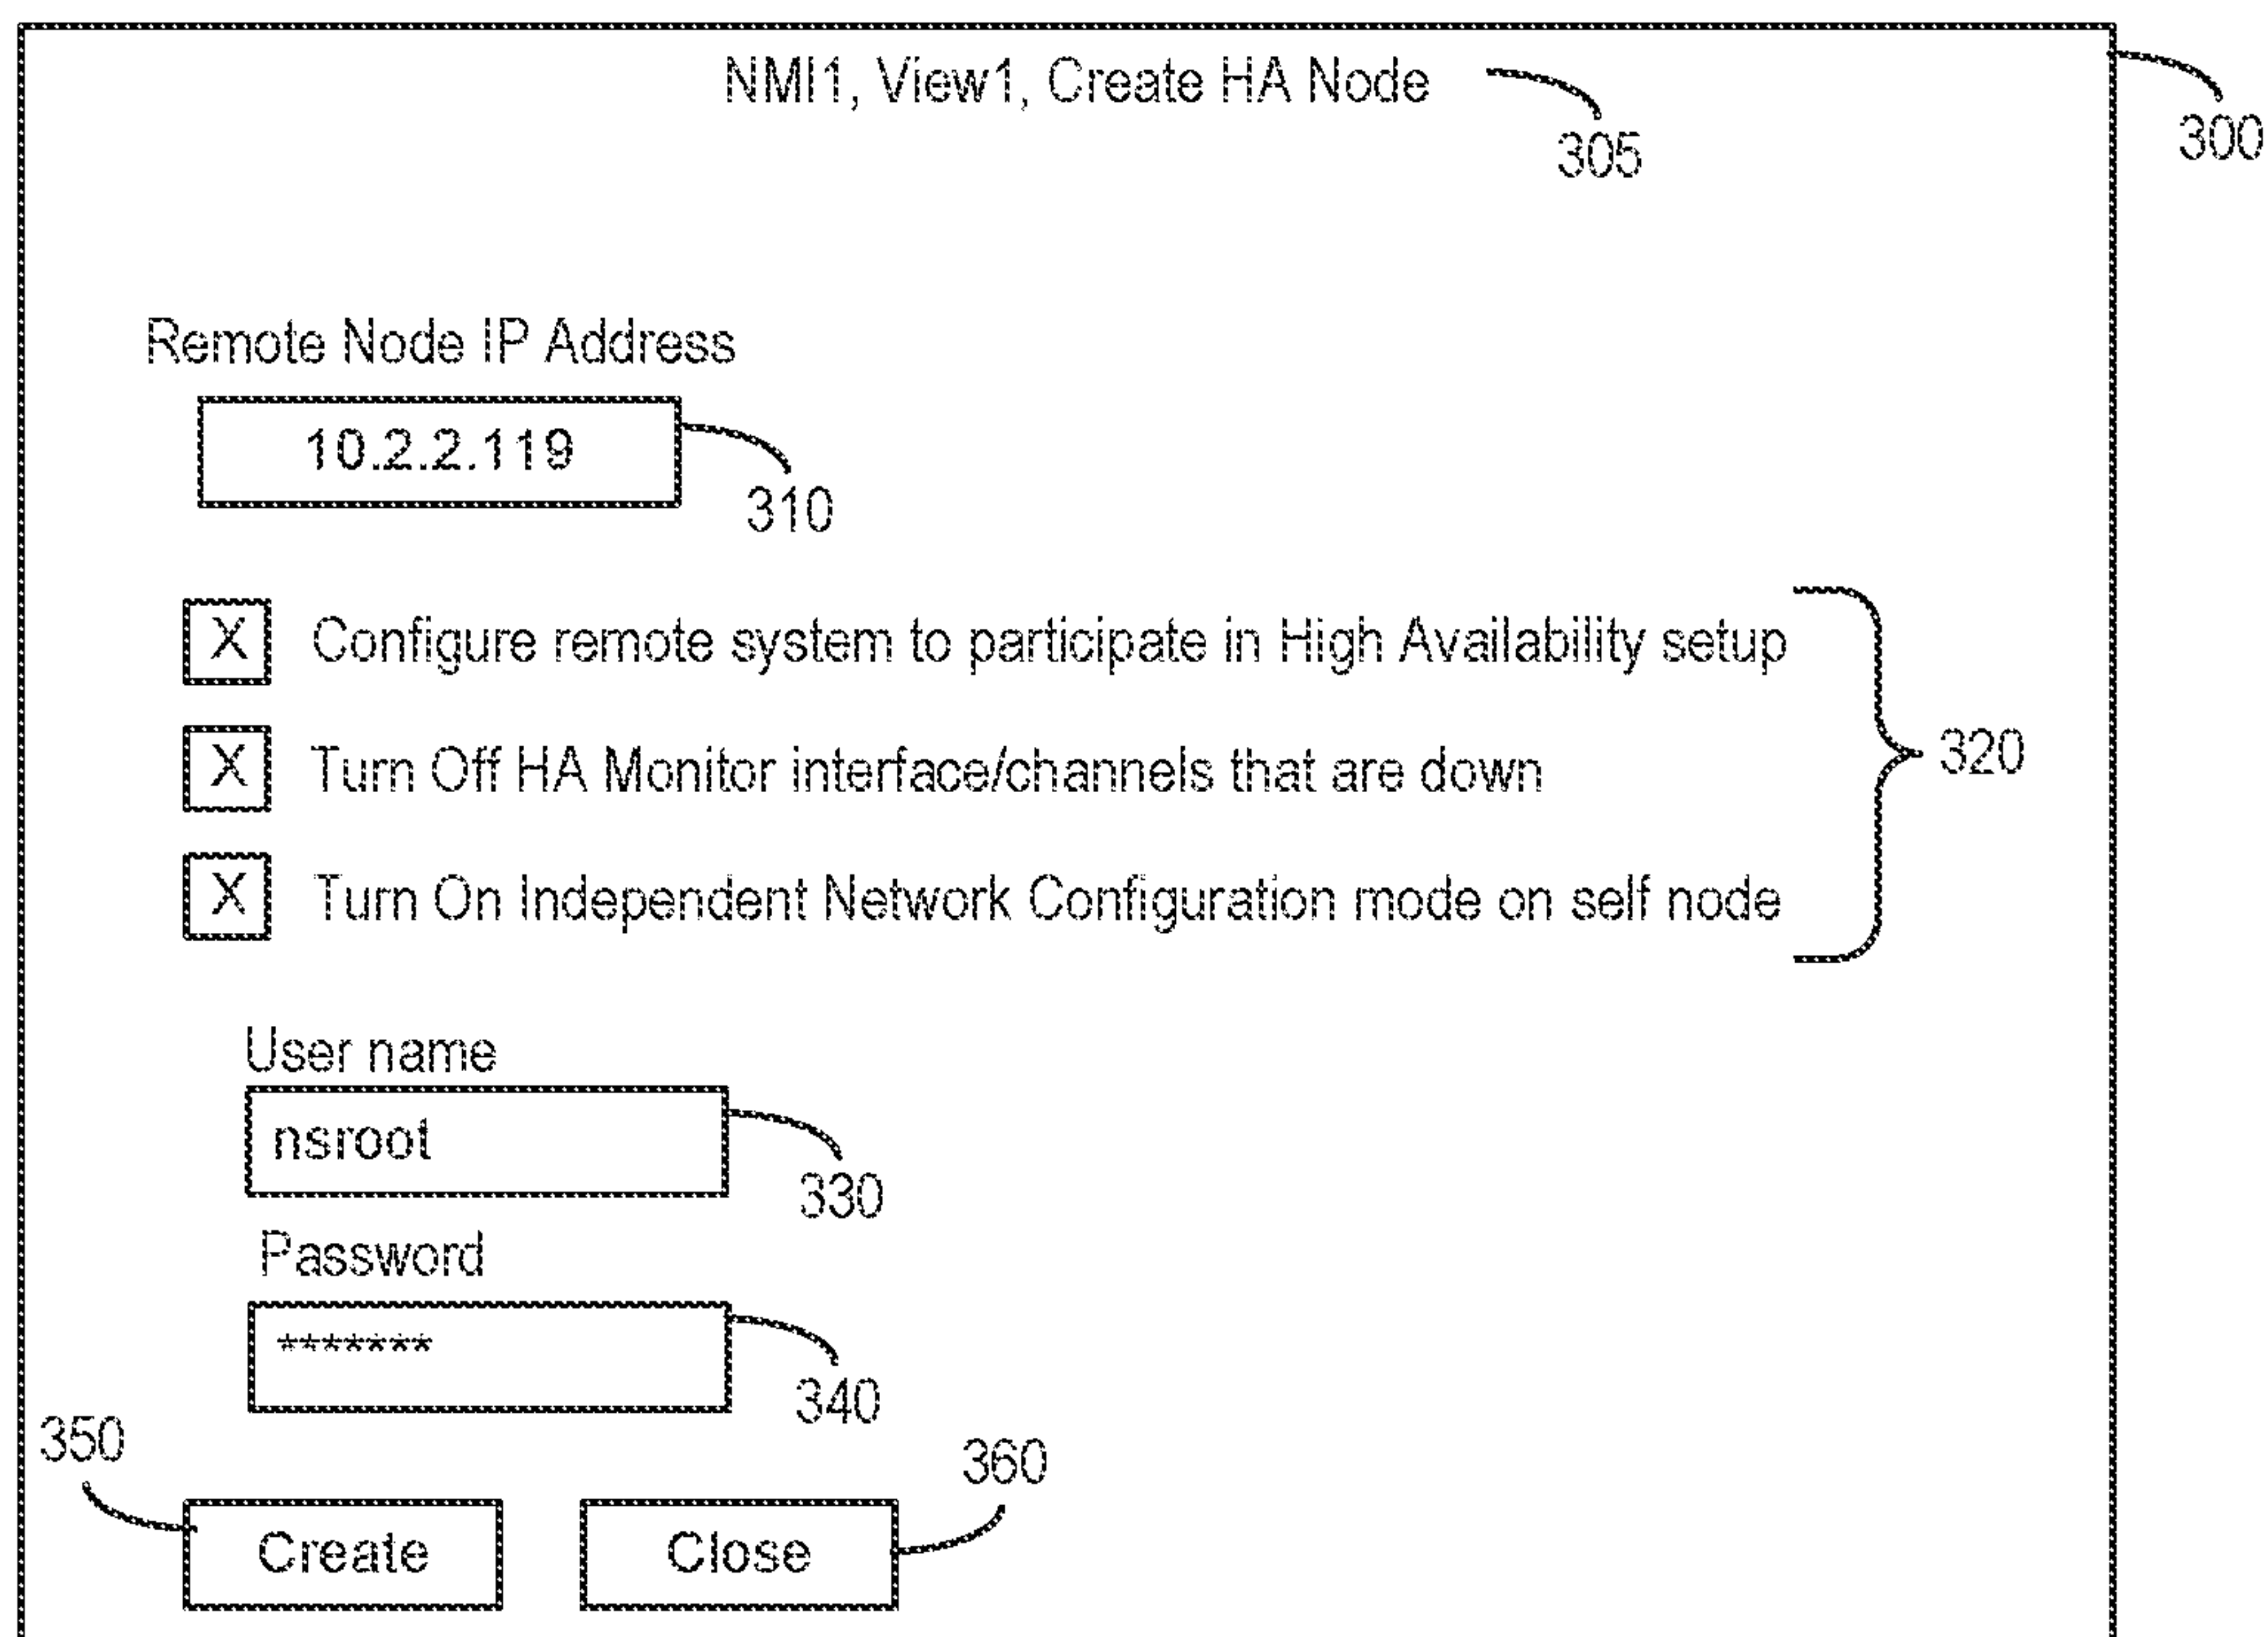 NMI1, View1, Create HA Node
305
300
Remote Node IP Address
10.2.2.119
310
X Configure remote system to participate in High Availability setup
X Turn Off HA Monitor interface/channels that are down
320
X Turn On Independent Network Configuration mode on self node
User name
nsroot
330
Password
*******
340
350
360
Create
Close